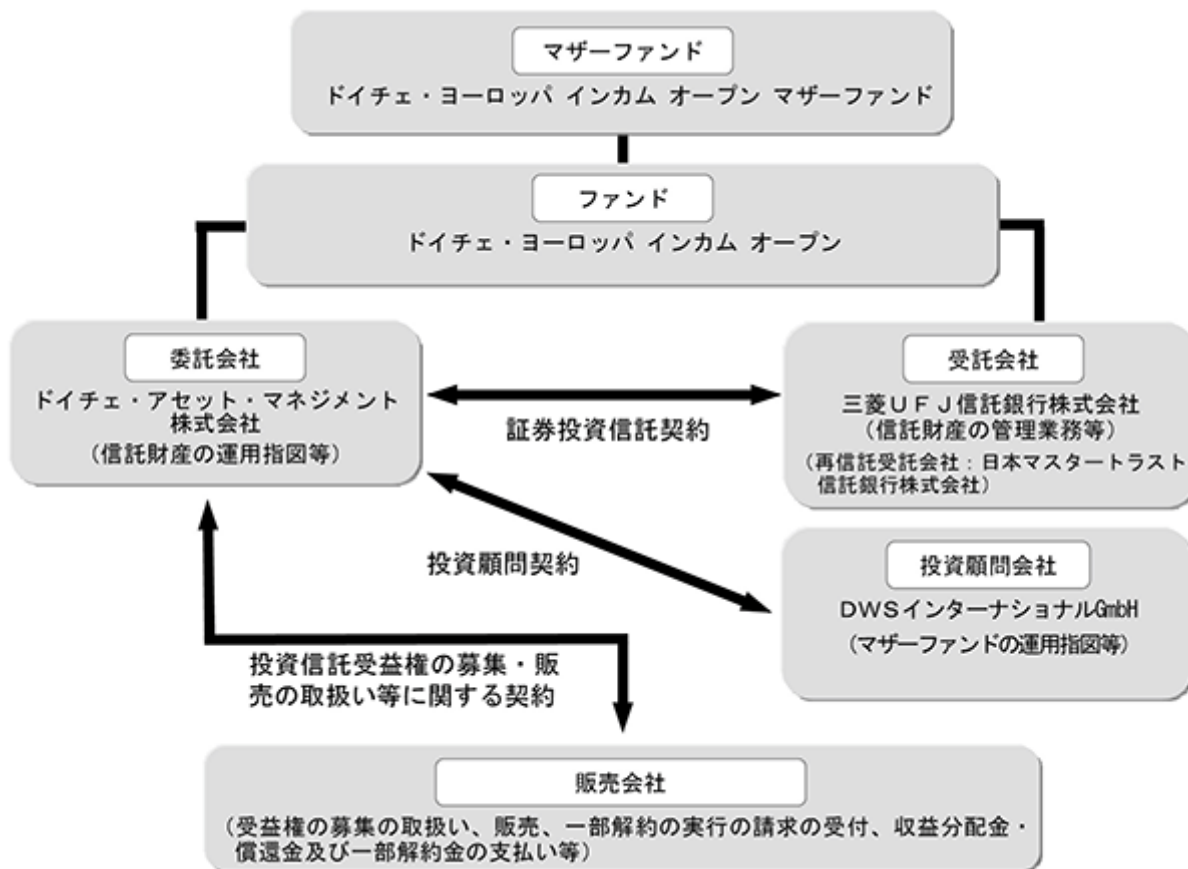 マザーファンド
ドイチェ・ヨーロッパ インカム オープン マザーファンド
ファンド
ドイチェ・ヨーロッパ インカム オープン
委託会社
ドイチェ・アセット・マネジメント
株式会社
(信託財産の運用指図等)
証券投資信託契約
受託会社
三菱UFJ信託銀行株式会社
(信託財産の管理業務等)
(再信託受託会社:日本マスタートラスト
信託銀行株式会社)
投資顧問契約
投資顧問会社
DWSインターナショナルGmbH
(マザーファンドの運用指図等)
投資信託受益権の募集・販
売の取扱い等に関する契約
販売会社
(受益権の募集の取扱い、販売、一部解約の実行の請求の受付、収益分配金・
償還金及び一部解約金の支払い等)